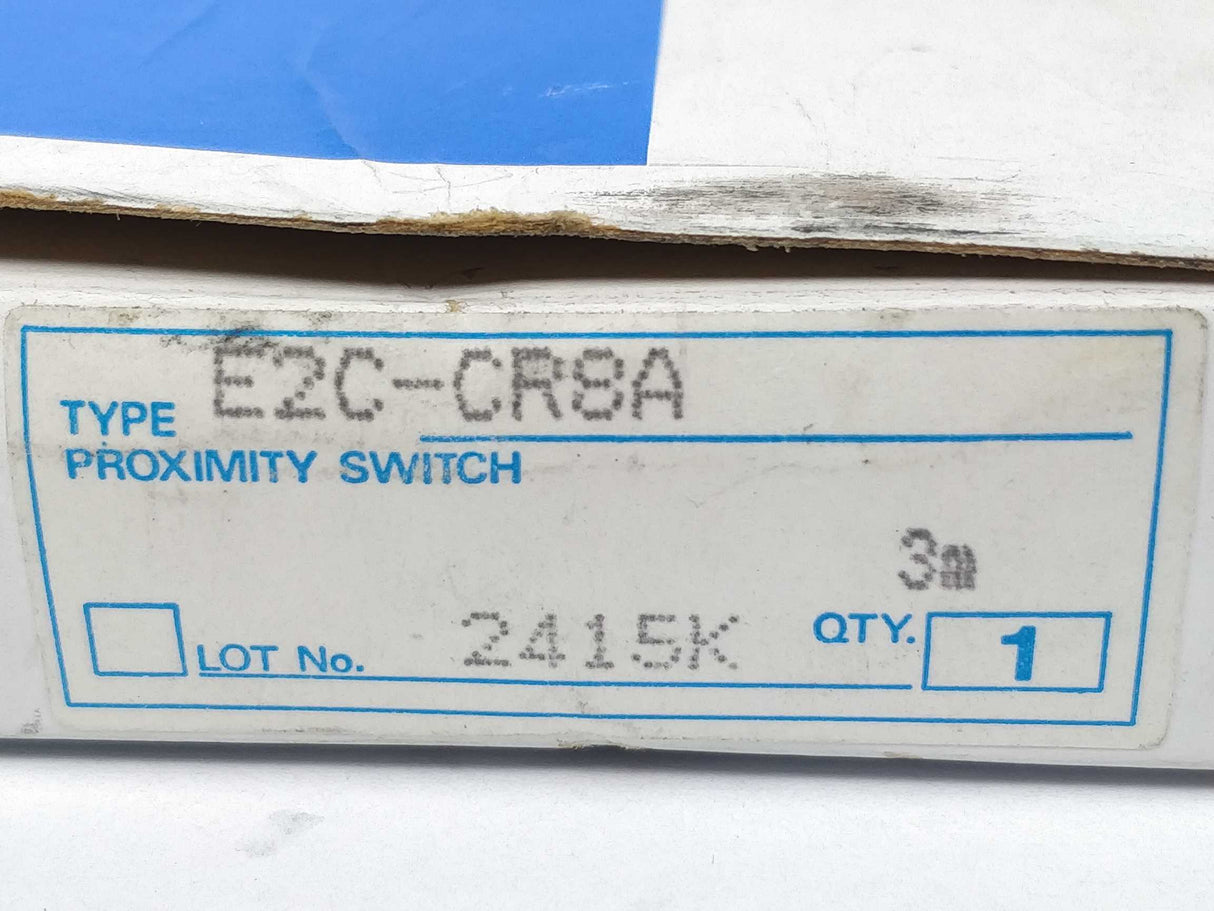 TYPE E2C-CR8A
PROXIMITY SWITCH
3m
LOT No. 2415K QTY. 1